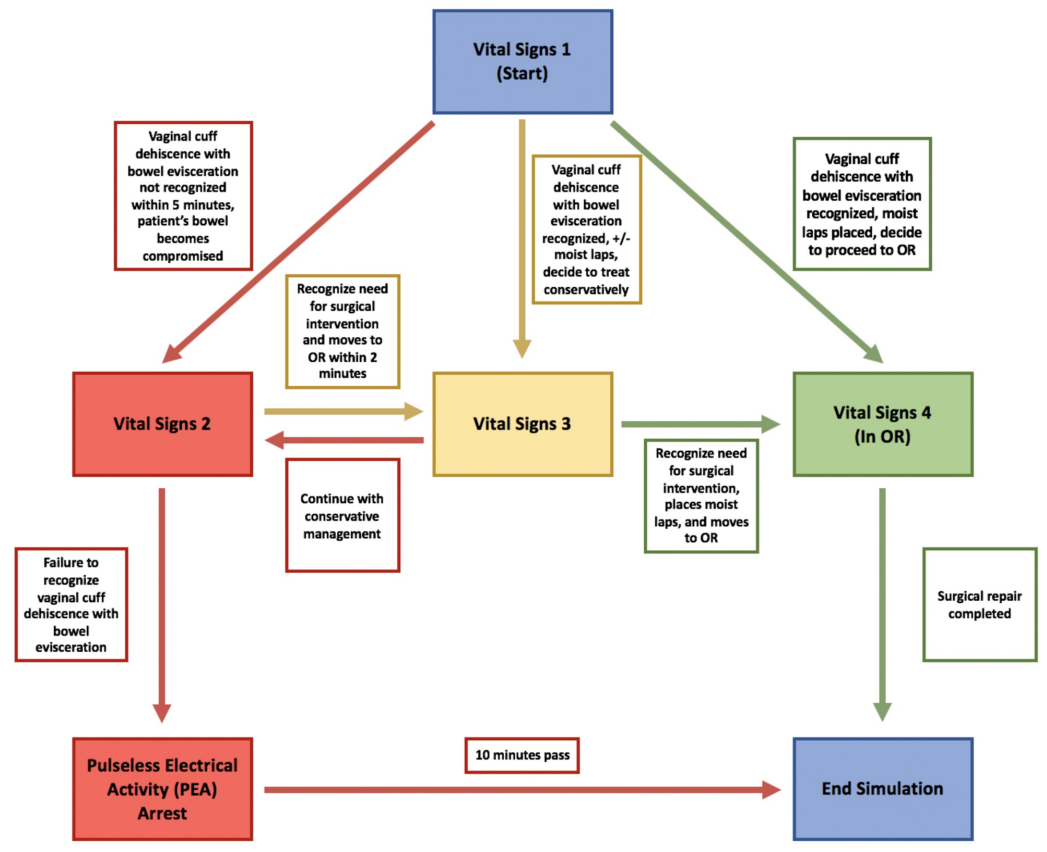 Vital Signs 1
(Start)
Vaginal cuff
dehiscence with
bowel evisceration
not recognized
within 5 minutes,
patient's bowel
becomes
compromised
Vaginal cuff
dehiscence
with bowel
evisceration
recognized, +/-
moist laps,
decide to treat
conservatively
Vaginal cuff
dehiscence with
bowel evisceration
recognized, moist
laps placed, decide
to proceed to OR
Recognize need
for surgical
intervention
and moves to
OR within 2
minutes
Vital Signs 2
Vital Signs 3
Vital Signs 4
(In OR)
Continue with
conservative
management
Recognize need
for surgical
intervention,
places moist
laps, and moves
to OR
Failure to
recognize
vaginal cuff
dehiscence with
bowel
evisceration
Surgical repair
completed
Pulseless Electrical
Activity (PEA)
Arrest
10 minutes pass
End Simulation